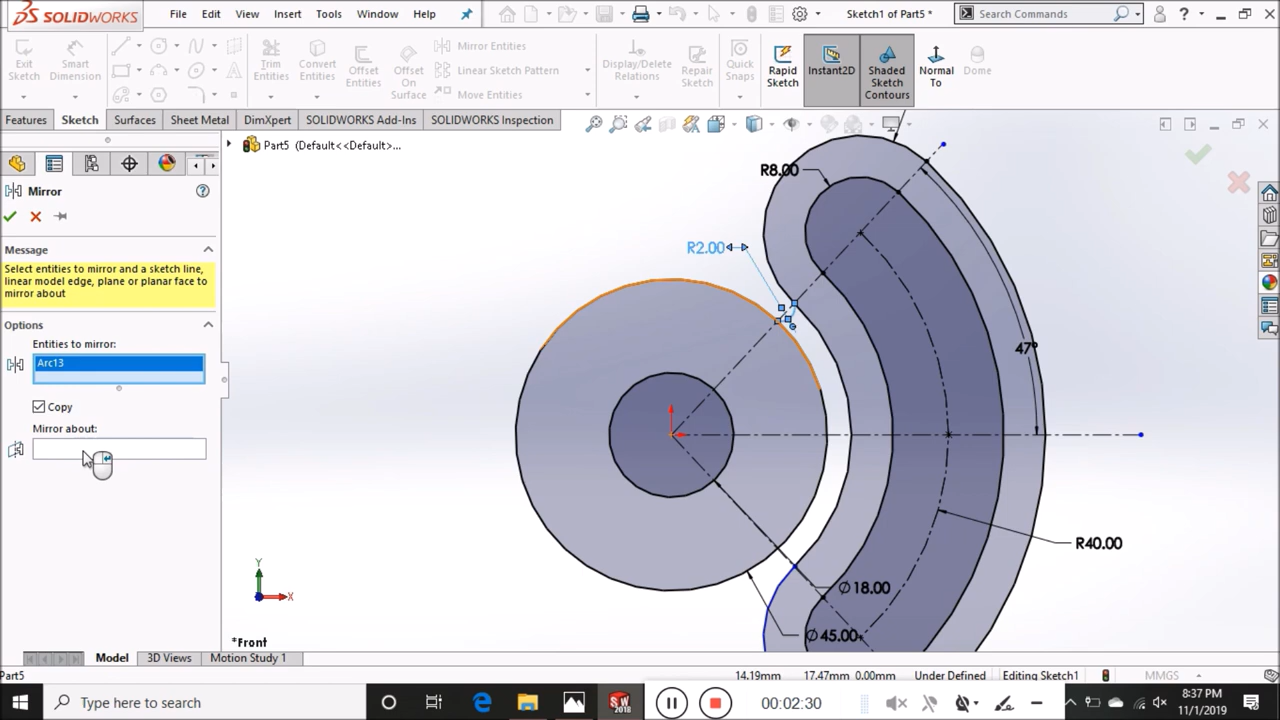 SOLIDWORKS File Edit View Insert Tools Window Help Sketch1 of Part5 * Search Commands ?
Exit Sketch
Smart Dimension
Trim Entities
Convert Entities
Offset Entities
Offset On Surface
Mirror Entities
Linear Sketch Pattern
Move Entities
Display/Delete Relations
Repair Sketch
Quick Snaps
Rapid Sketch
Instant2D
Shaded Sketch Contours
Normal To
Dome
Features Sketch Surfaces Sheet Metal DimXpert SOLIDWORKS Add-Ins SOLIDWORKS Inspection
Part5 (Default<<Default>...
Mirror
Message
Select entities to mirror and a sketch line, linear model edge, plane or planar face to mirror about
Options
Entities to mirror:
Arc13
Copy
Mirror about:
R8.00
R2.00
47°
R40.00
Ø18.00
Ø45.00
Y
X
*Front
Model 3D Views Motion Study 1
Part5 14.19mm 17.47mm 0.00mm Under Defined Editing Sketch1 MMGS
Type here to search
SW 2018
00:02:30
8:37 PM
11/1/2019